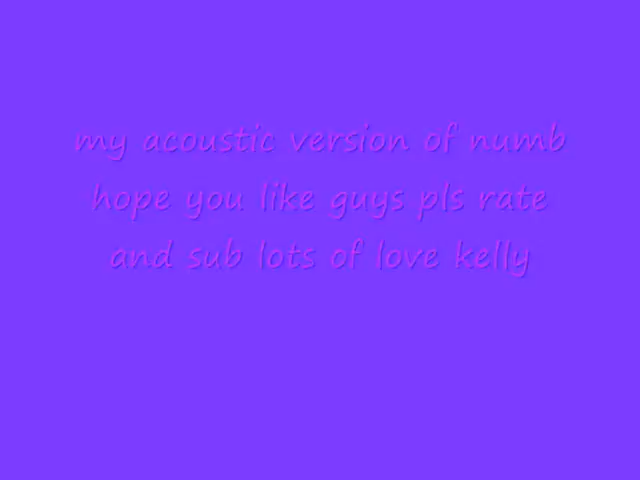 my acoustic version of numb
hope you like guys pls rate
and sub lots of love kelly